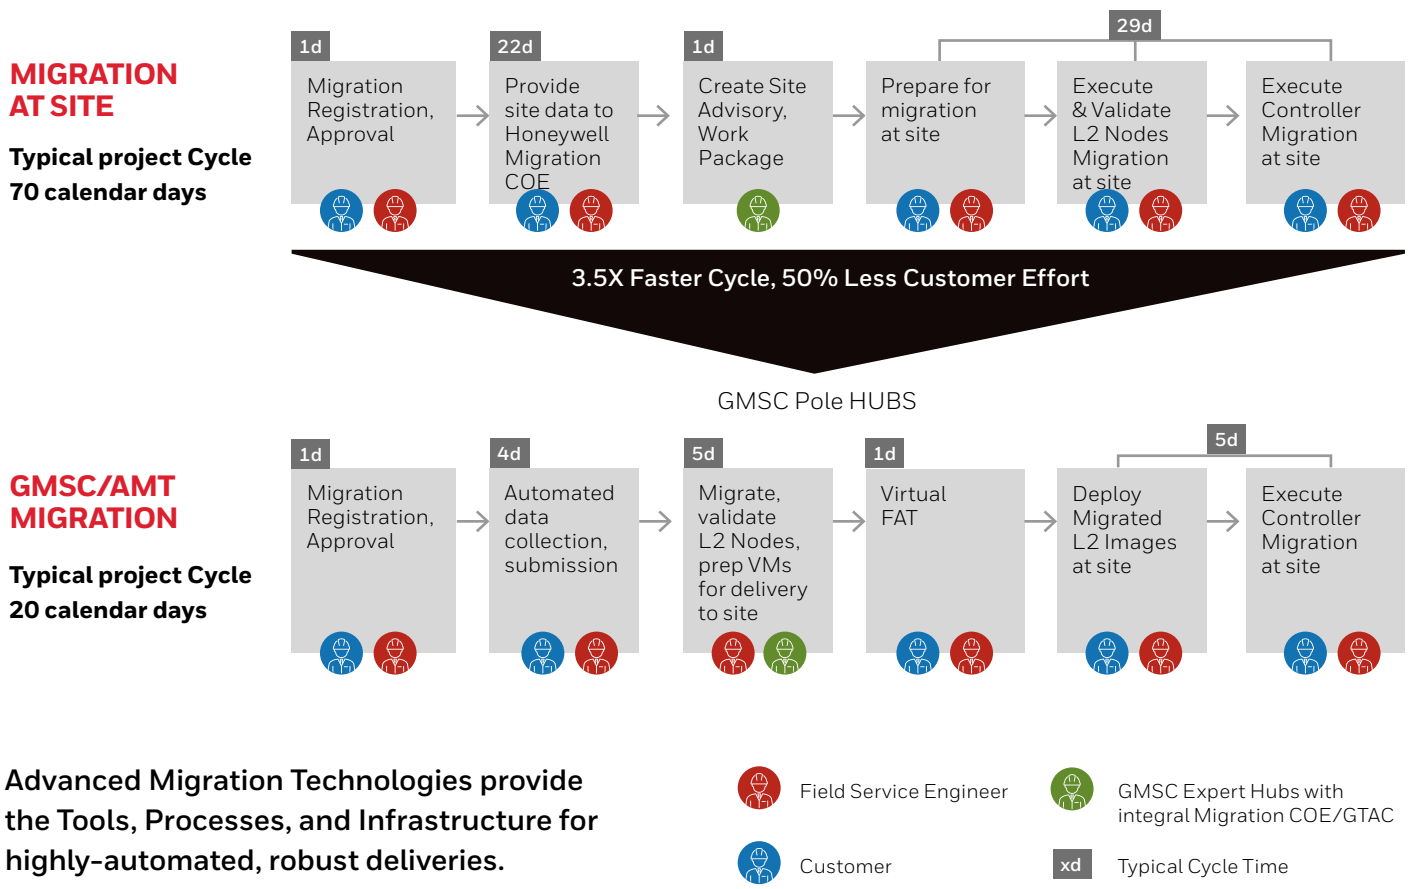 MIGRATION
AT SITE
Typical project Cycle
70 calendar days
1d
Migration
Registration,
Approval
22d
Provide
site data to
Honeywell
Migration
COE
1d
Create Site
Advisory,
Work
Package
29d
Prepare for
migration
at site
Execute
& Validate
L2 Nodes
Migration
at site
Execute
Controller
Migration
at site
3.5X Faster Cycle, 50% Less Customer Effort
GMSC Pole HUBS
GMSC/AMT
MIGRATION
Typical project Cycle
20 calendar days
1d
Migration
Registration,
Approval
4d
Automated
data
collection,
submission
5d
Migrate,
validate
L2 Nodes,
prep VMs
for delivery
to site
1d
Virtual
FAT
5d
Deploy
Migrated
L2 Images
at site
Execute
Controller
Migration
at site
Advanced Migration Technologies provide
the Tools, Processes, and Infrastructure for
highly-automated, robust deliveries.
Field Service Engineer
Customer
GMSC Expert Hubs with
integral Migration COE/GTAC
xd
Typical Cycle Time